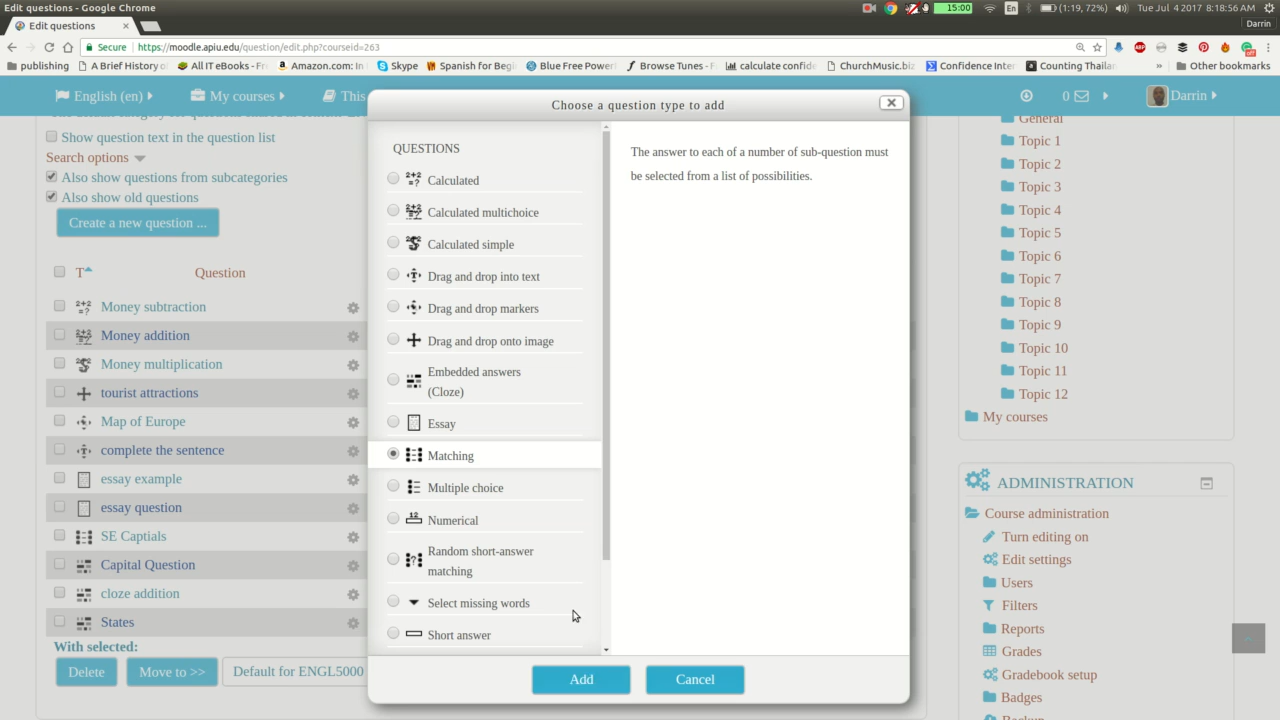 Edit questions - Google Chrome
15:00
En
(1:19, 72%)
Tue Jul 4 2017 8:18:56 AM
Edit questions
Darrin
Secure
https://moodle.apiu.edu/question/edit.php?courseid=263
publishing
A Brief History o
All IT eBooks - Fr
Amazon.com: In
Skype
Spanish for Begi
Blue Free Power
Browse Tunes - F
calculate confide
ChurchMusic.biz
Confidence Inte
Counting Thailan
»
Other bookmarks
English (en)
My courses
This
0
Darrin
Show question text in the question list
Search options
Also show questions from subcategories
Also show old questions
Create a new question ...
T
Question
Money subtraction
Money addition
Money multiplication
tourist attractions
Map of Europe
complete the sentence
essay example
essay question
SE Captials
Capital Question
cloze addition
States
With selected:
Delete
Move to >>
Default for ENGL5000
Choose a question type to add
QUESTIONS
Calculated
Calculated multichoice
Calculated simple
Drag and drop into text
Drag and drop markers
Drag and drop onto image
Embedded answers
(Cloze)
Essay
Matching
Multiple choice
Numerical
Random short-answer
matching
Select missing words
Short answer
The answer to each of a number of sub-question must
be selected from a list of possibilities.
Add
Cancel
General
Topic 1
Topic 2
Topic 3
Topic 4
Topic 5
Topic 6
Topic 7
Topic 8
Topic 9
Topic 10
Topic 11
Topic 12
My courses
ADMINISTRATION
Course administration
Turn editing on
Edit settings
Users
Filters
Reports
Grades
Gradebook setup
Badges